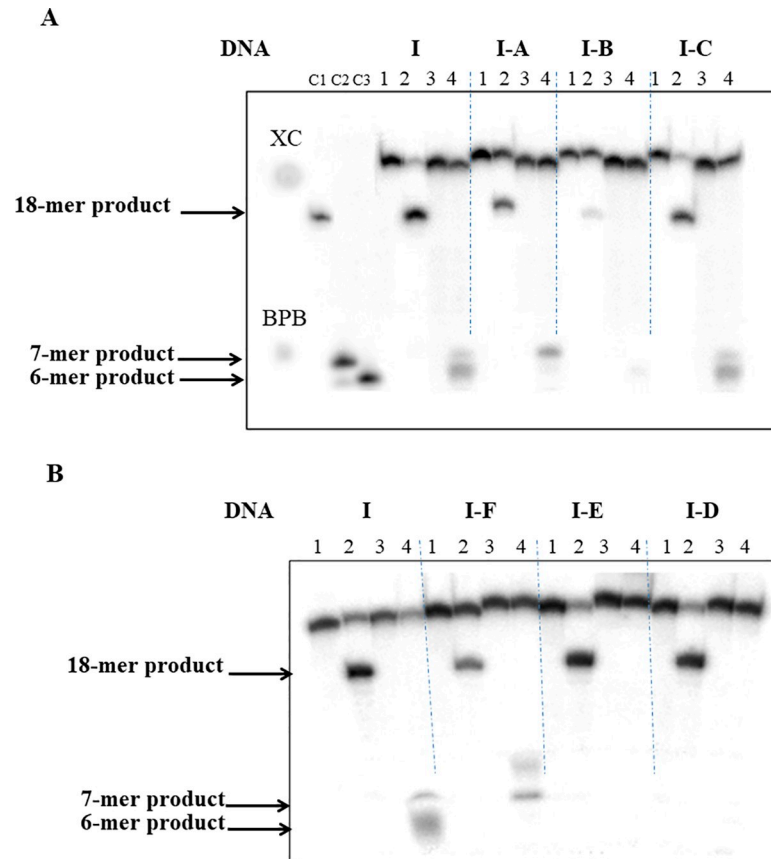 A
DNA I I-A I-B I-C
C1 C2 C3 1 2 3 4 1 2 3 4 1 2 3 4 1 2 3 4
XC
18-mer product
BPB
7-mer product
6-mer product
B
DNA I I-F I-E I-D
1 2 3 4 1 2 3 4 1 2 3 4 1 2 3 4
18-mer product
7-mer product
6-mer product